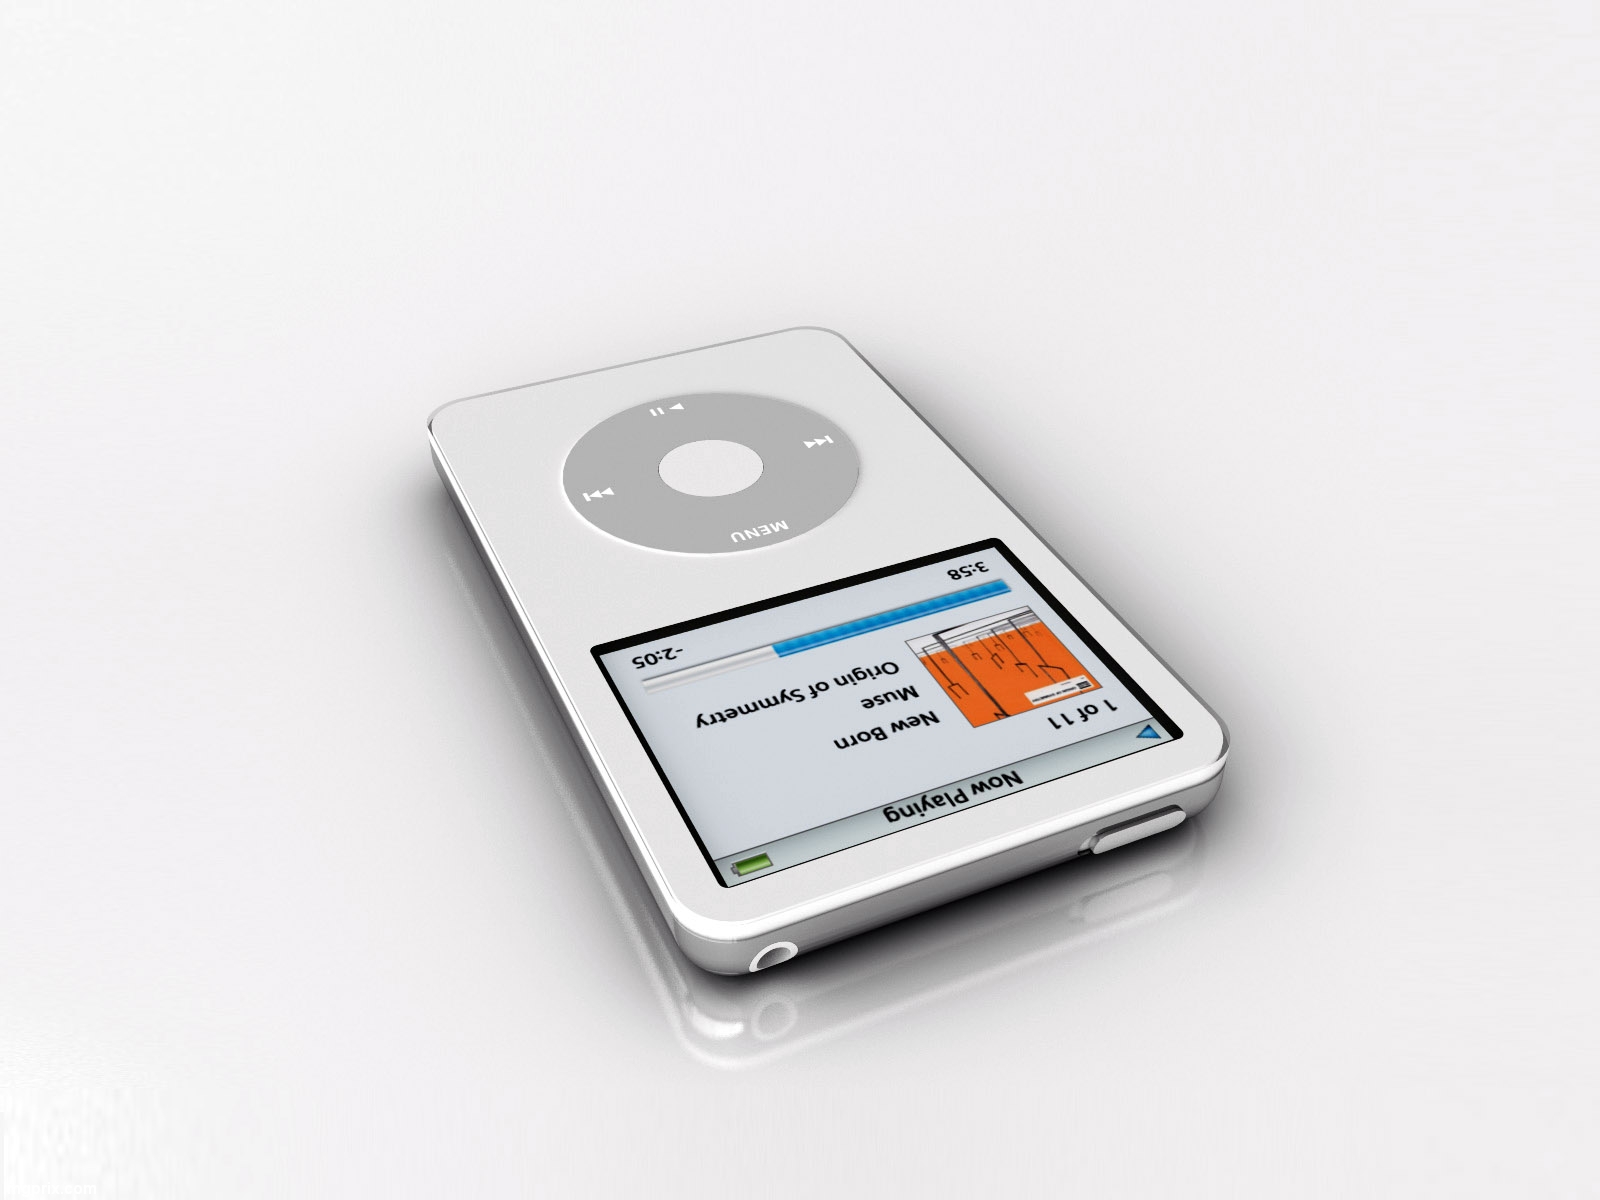 Now Playing
1 of 11
New Born
Muse
Origin of Symmetry
3:58
-2:05
MENU